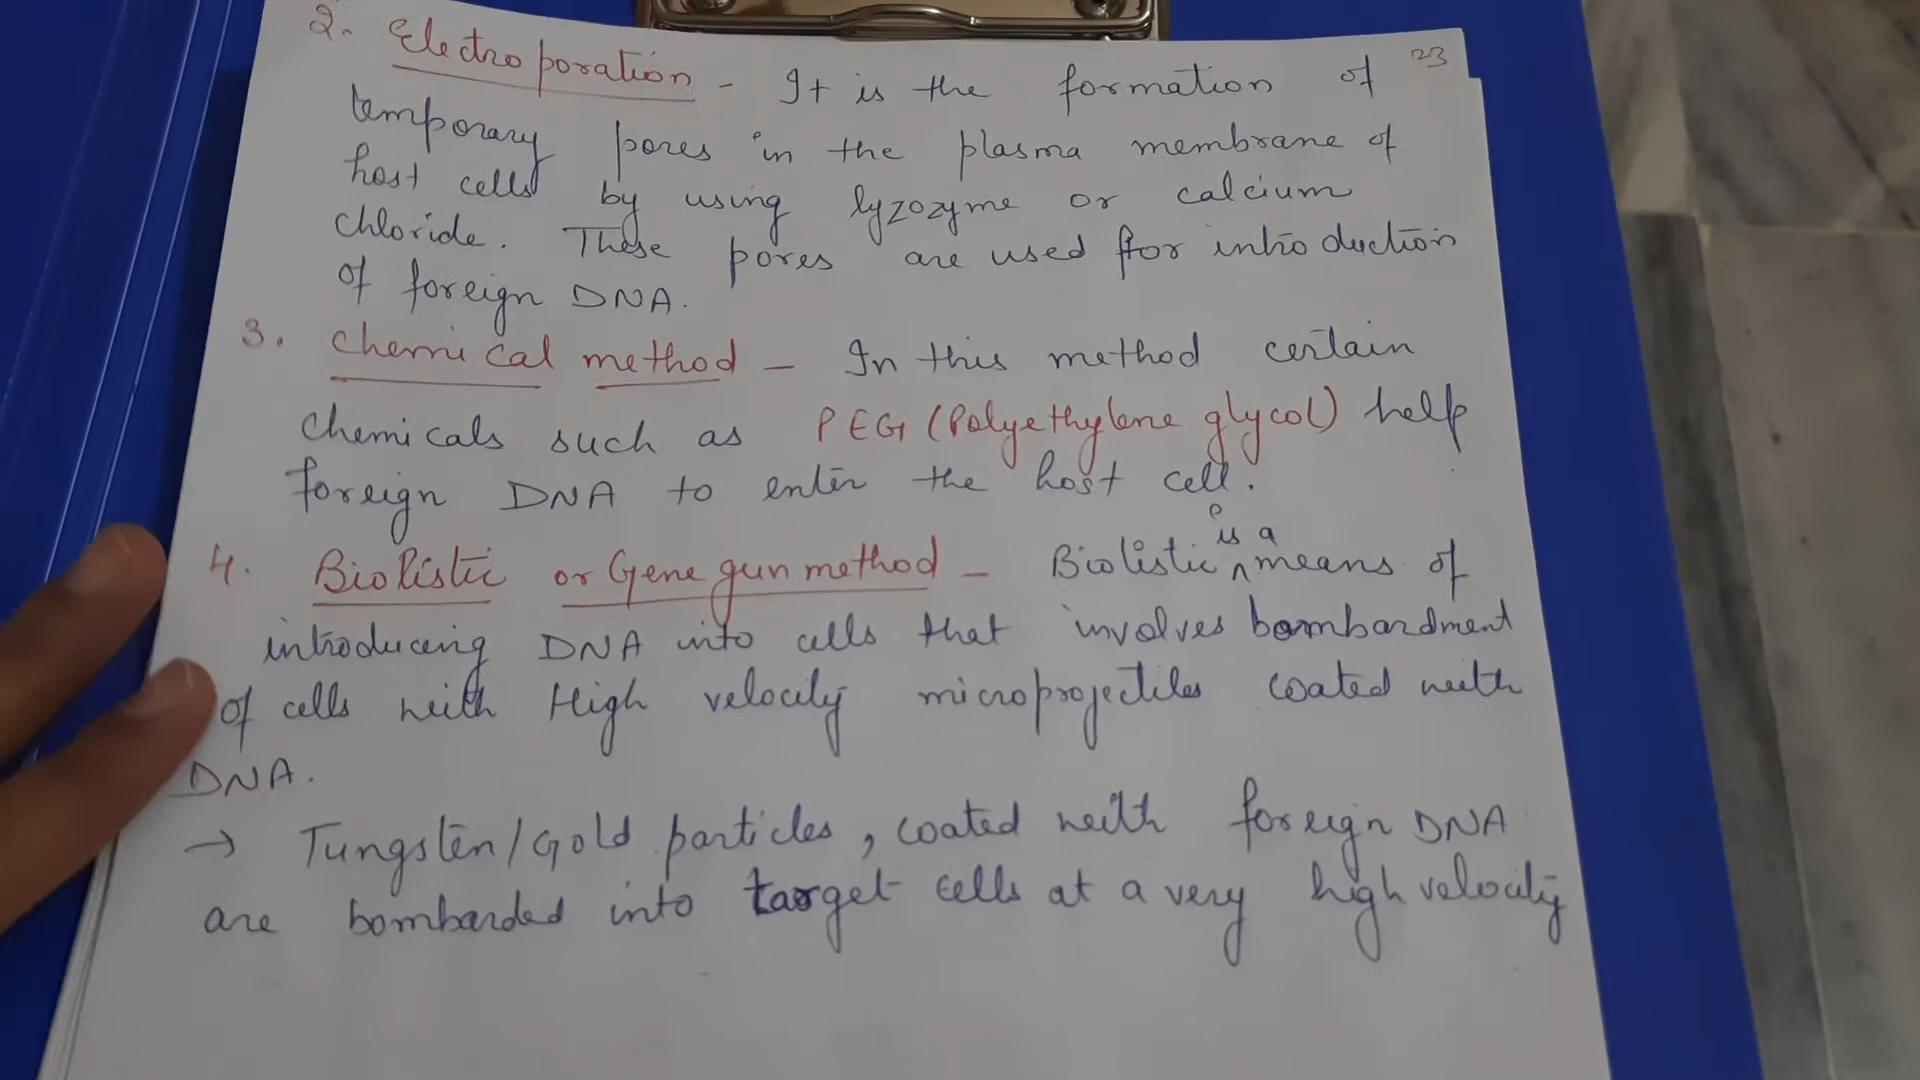 23
2. Electroporation - It is the formation of
temporary pores in the plasma membrane of
host cells by using lyzozyme or calcium
chloride. These pores are used for introduction
of foreign DNA.
3. Chemical method - In this method certain
chemicals such as PEG (Polyethylene glycol) help
foreign DNA to enter the host cell.
4. Biolistic or Gene gun method - Biolistic is a means of
introducing DNA into cells that involves bombardment
of cells with High velocity microprojectiles coated with
DNA.
→ Tungsten/Gold particles, coated with foreign DNA
are bombarded into target cells at a very high velocity